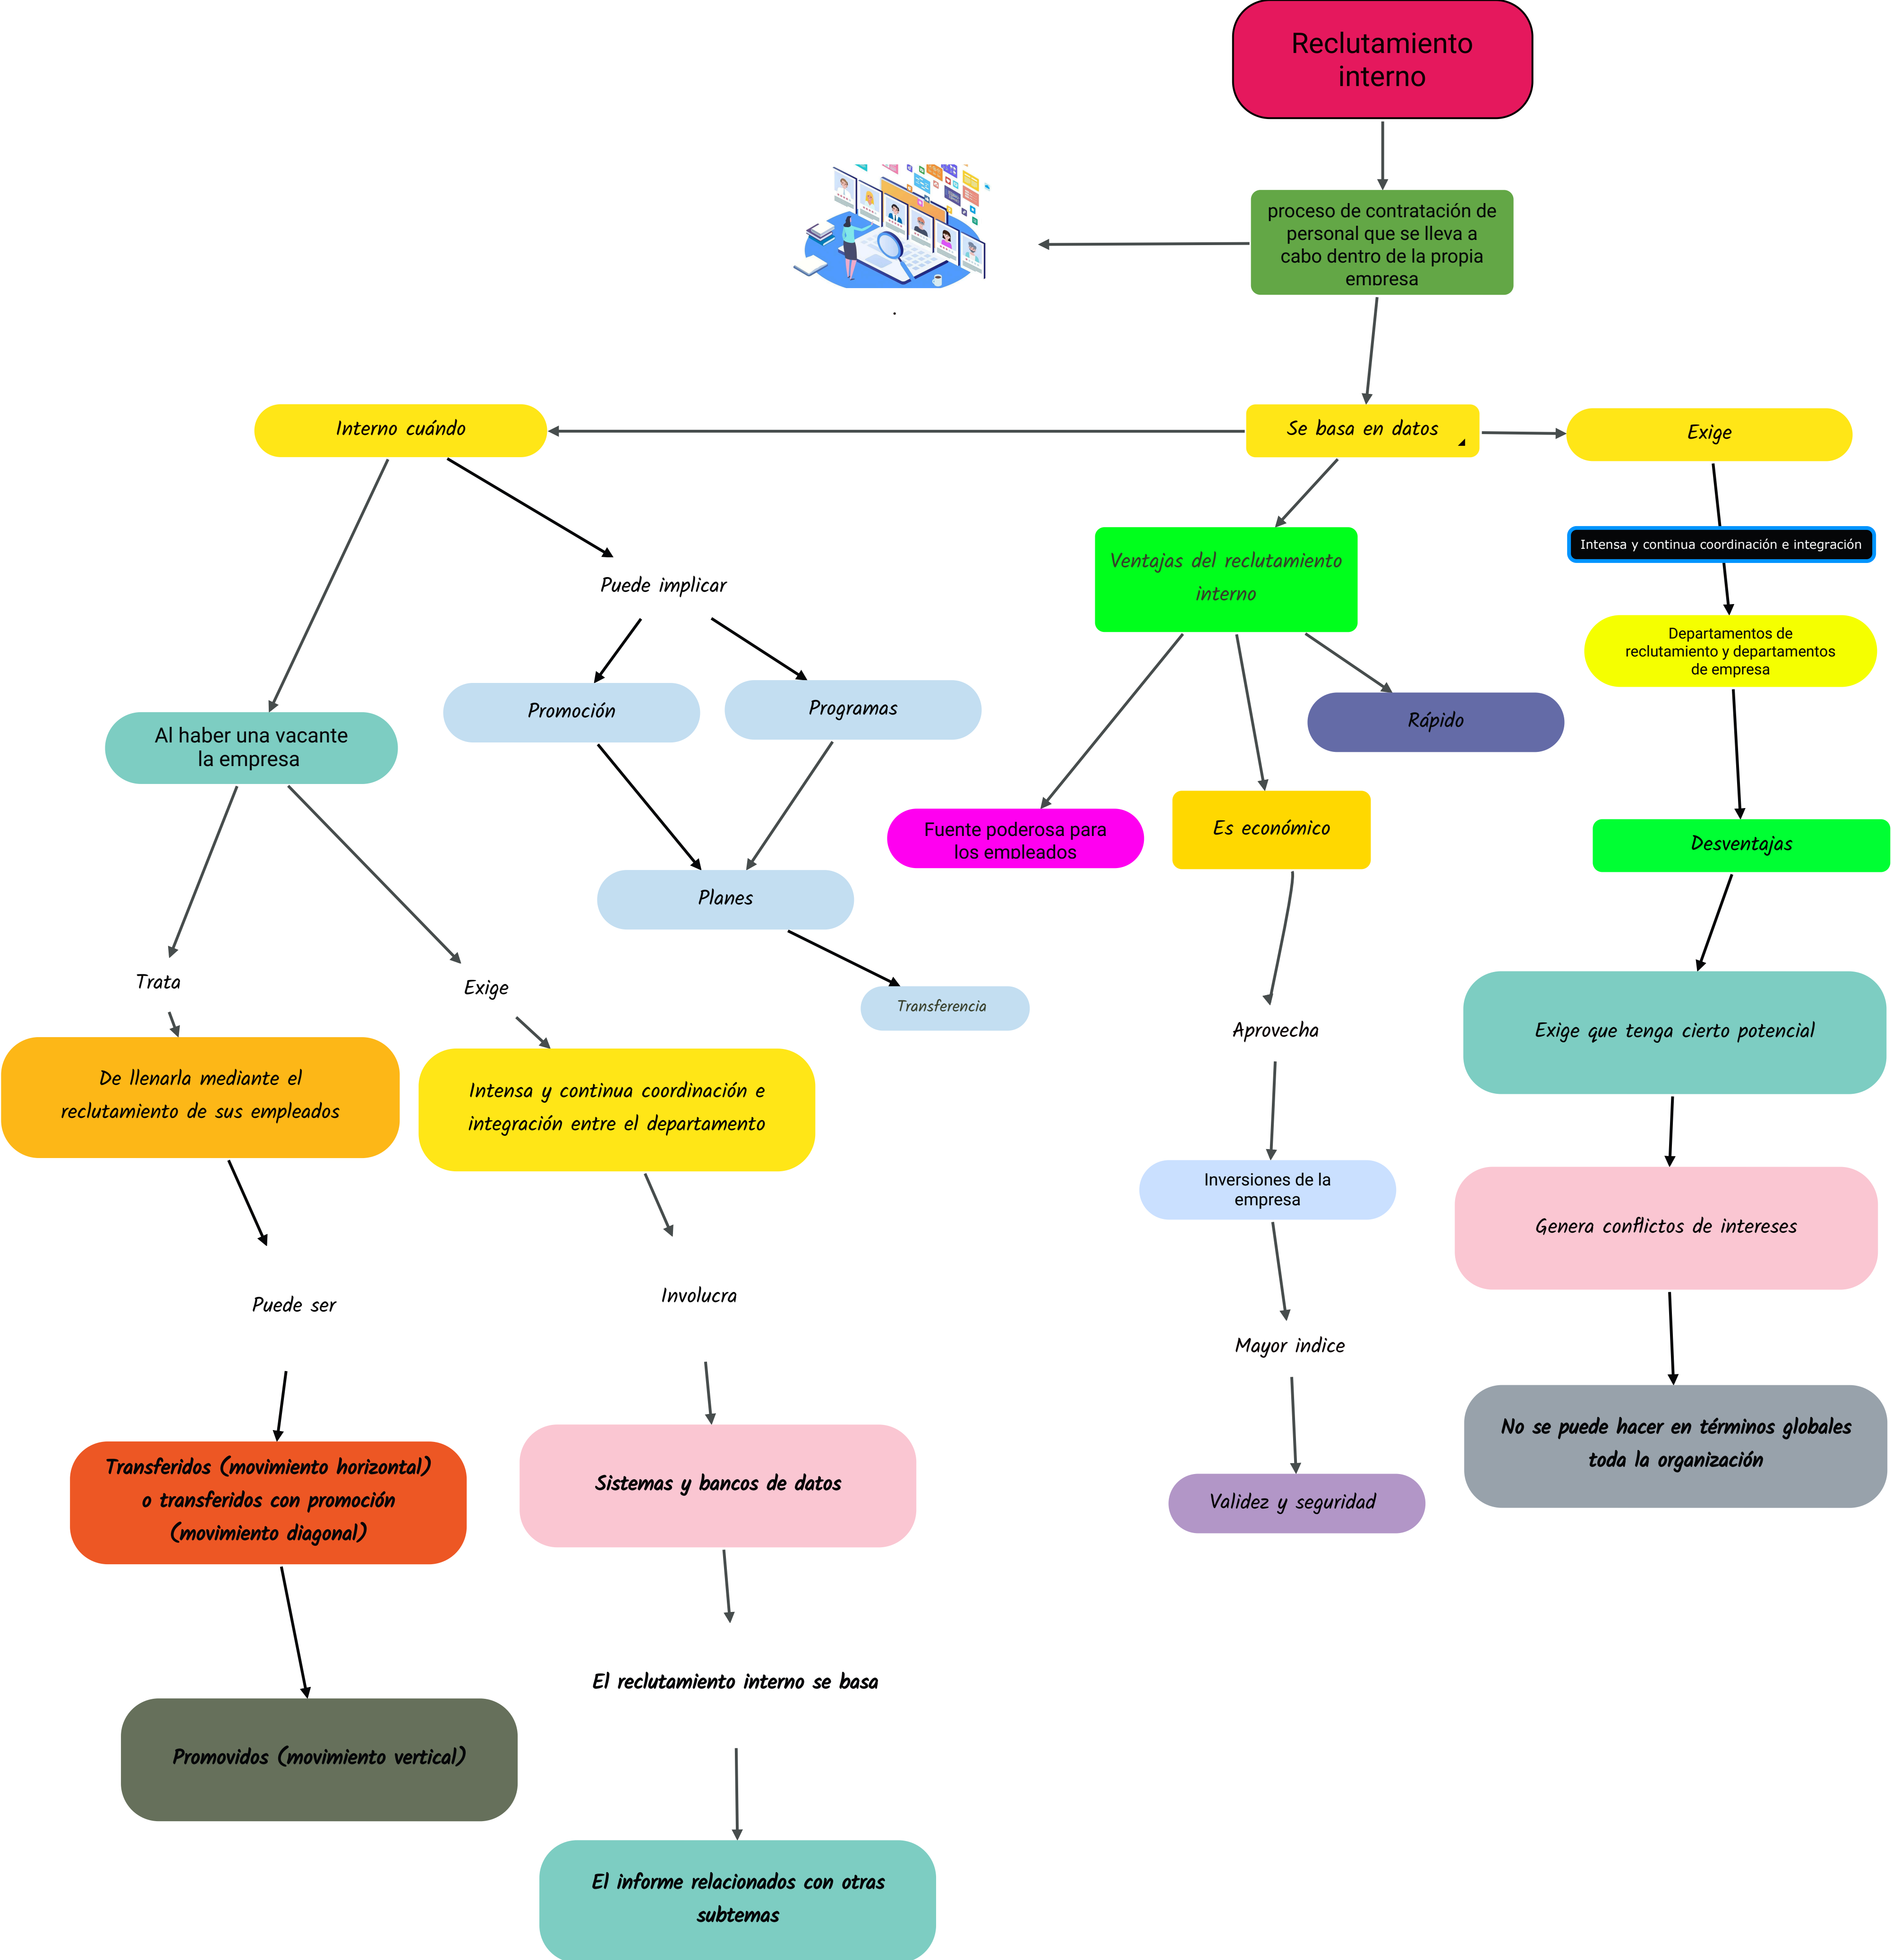 Reclutamiento
interno
proceso de contratación de
personal que se lleva a
cabo dentro de la propia
empresa
.
Interno cuándo
Se basa en datos
Exige
Intensa y continua coordinación e integración
Puede implicar
Ventajas del reclutamiento
interno
Departamentos de
reclutamiento y departamentos
de empresa
Promoción
Programas
Rápido
Al haber una vacante
la empresa
Fuente poderosa para
los empleados
Es económico
Desventajas
Planes
Trata
Exige
Transferencia
Aprovecha
Exige que tenga cierto potencial
De llenarla mediante el
reclutamiento de sus empleados
Intensa y continua coordinación e
integración entre el departamento
Inversiones de la
empresa
Genera conflictos de intereses
Puede ser
Involucra
Mayor indice
Transferidos (movimiento horizontal)
o transferidos con promoción
(movimiento diagonal)
Sistemas y bancos de datos
Validez y seguridad
No se puede hacer en términos globales
toda la organización
El reclutamiento interno se basa
Promovidos (movimiento vertical)
El informe relacionados con otras
subtemas